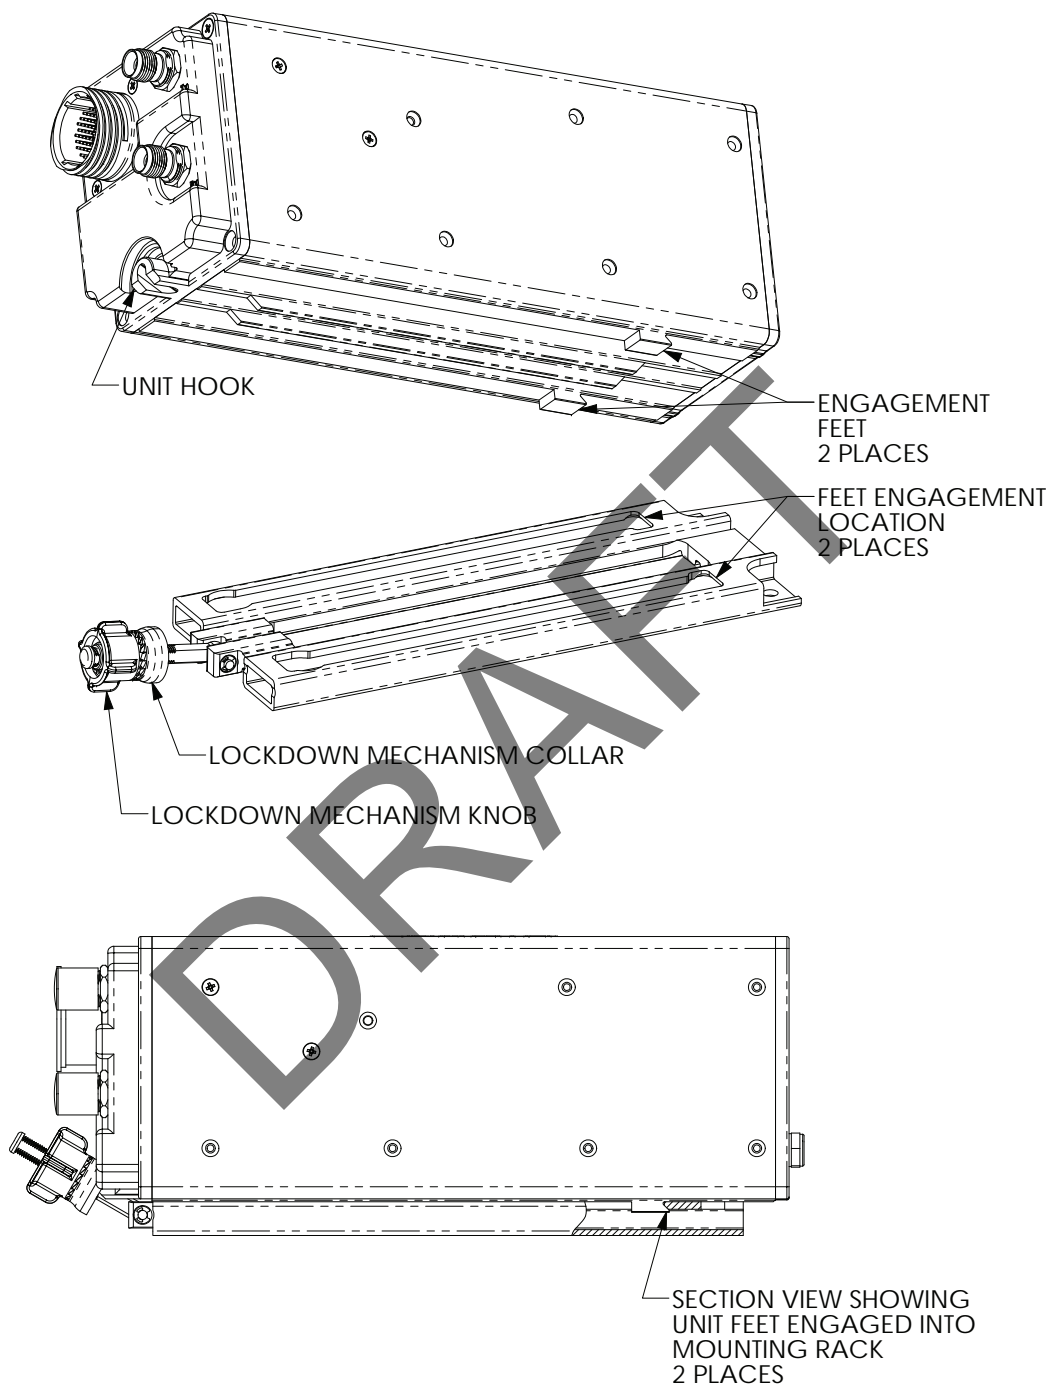 UNIT HOOK
ENGAGEMENT
FEET
2 PLACES
FEET ENGAGEMENT
LOCATION
2 PLACES
LOCKDOWN MECHANISM COLLAR
LOCKDOWN MECHANISM KNOB
DRAFT
SECTION VIEW SHOWING
UNIT FEET ENGAGED INTO
MOUNTING RACK
2 PLACES